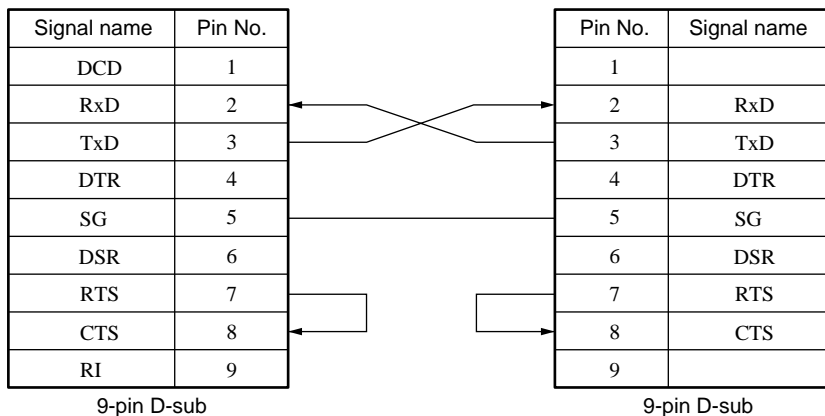 Signal name Pin No. Pin No. Signal name
DCD 1 1
RxD 2 2 RxD
TxD 3 3 TxD
DTR 4 4 DTR
SG 5 5 SG
DSR 6 6 DSR
RTS 7 7 RTS
CTS 8 8 CTS
RI 9 9
9-pin D-sub 9-pin D-sub